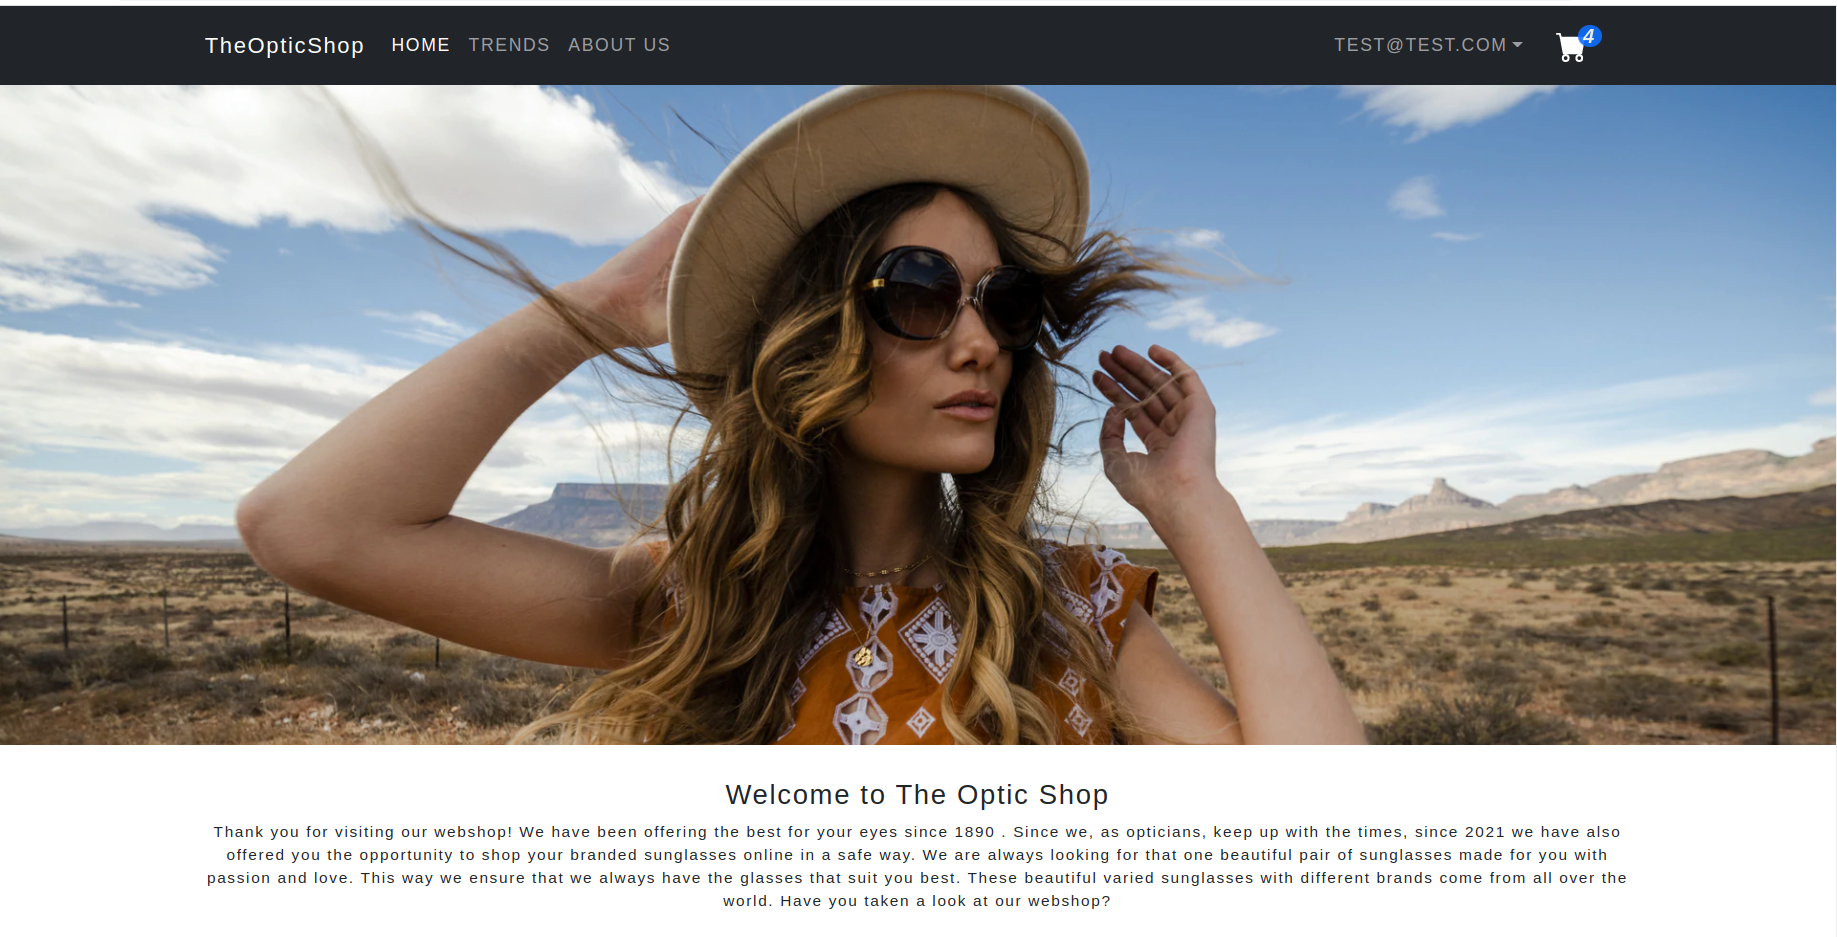 TheOpticShop HOME TRENDS ABOUT US TEST@TEST.COM 4
Welcome to The Optic Shop
Thank you for visiting our webshop! We have been offering the best for your eyes since 1890 . Since we, as opticians, keep up with the times, since 2021 we have also
offered you the opportunity to shop your branded sunglasses online in a safe way. We are always looking for that one beautiful pair of sunglasses made for you with
passion and love. This way we ensure that we always have the glasses that suit you best. These beautiful varied sunglasses with different brands come from all over the
world. Have you taken a look at our webshop?